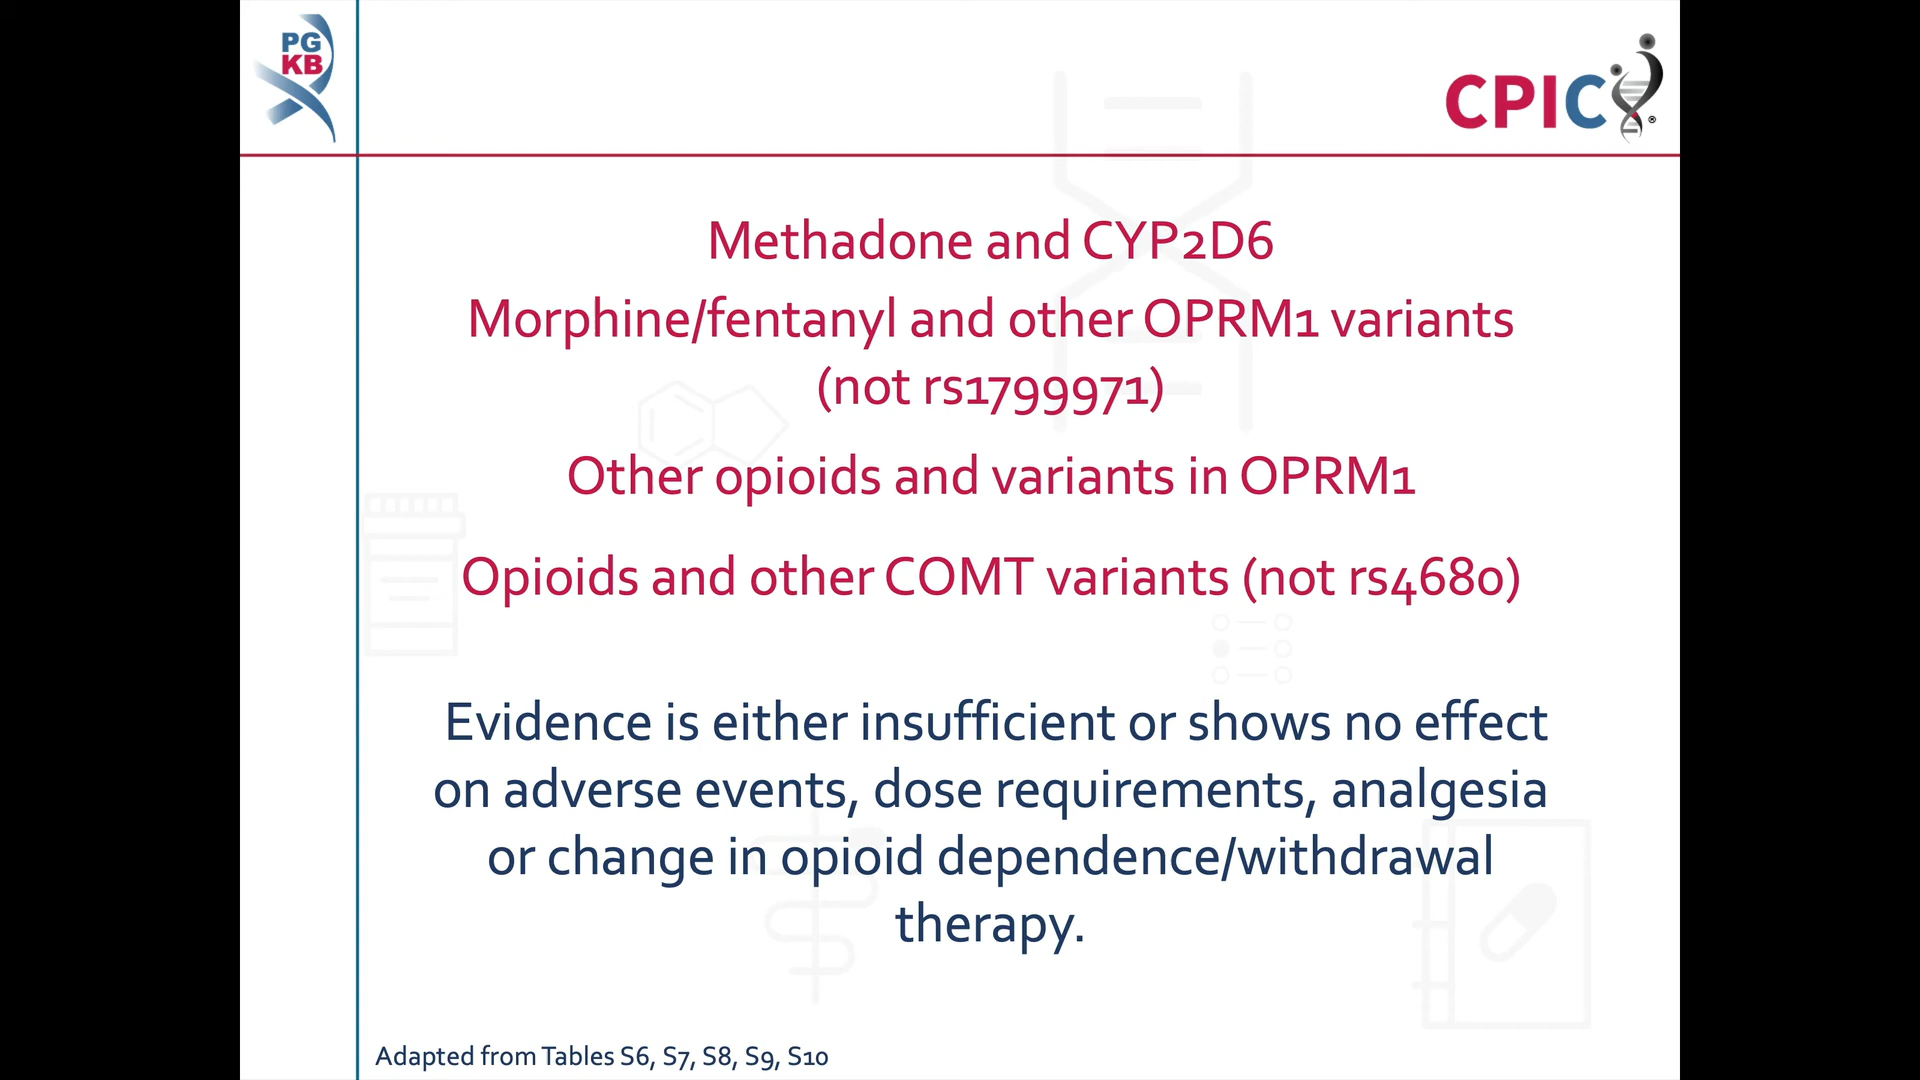 PG
KB
CPIC®
Methadone and CYP2D6
Morphine/fentanyl and other OPRM1 variants
(not rs1799971)
Other opioids and variants in OPRM1
Opioids and other COMT variants (not rs4680)
Evidence is either insufficient or shows no effect
on adverse events, dose requirements, analgesia
or change in opioid dependence/withdrawal
therapy.
Adapted from Tables S6, S7, S8, S9, S10